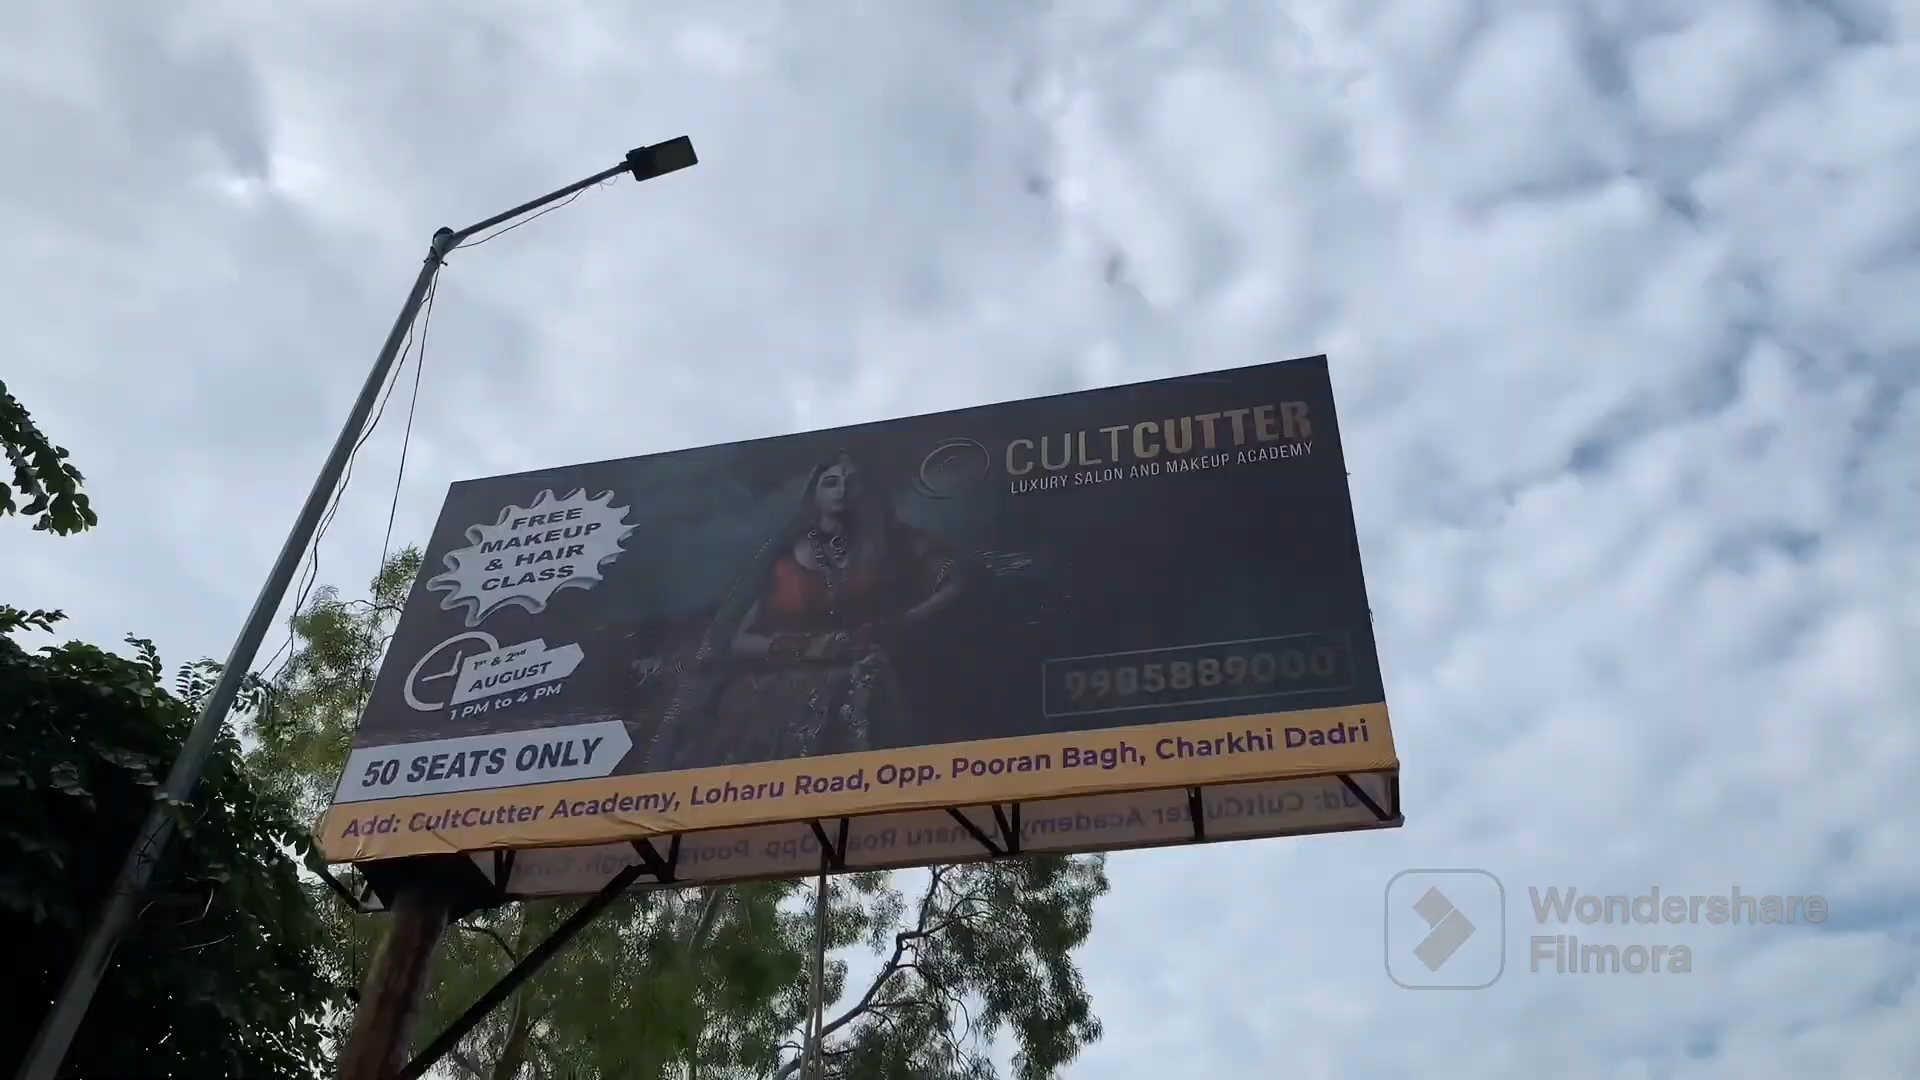 CULTCUTTER
LUXURY SALON AND MAKEUP ACADEMY
FREE
MAKEUP
& HAIR
CLASS
1st & 2nd
AUGUST
1 PM to 4 PM
50 SEATS ONLY
9985889000
Add: CultCutter Academy, Loharu Road, Opp. Pooran Bagh, Charkhi Dadri
Wondershare
Filmora